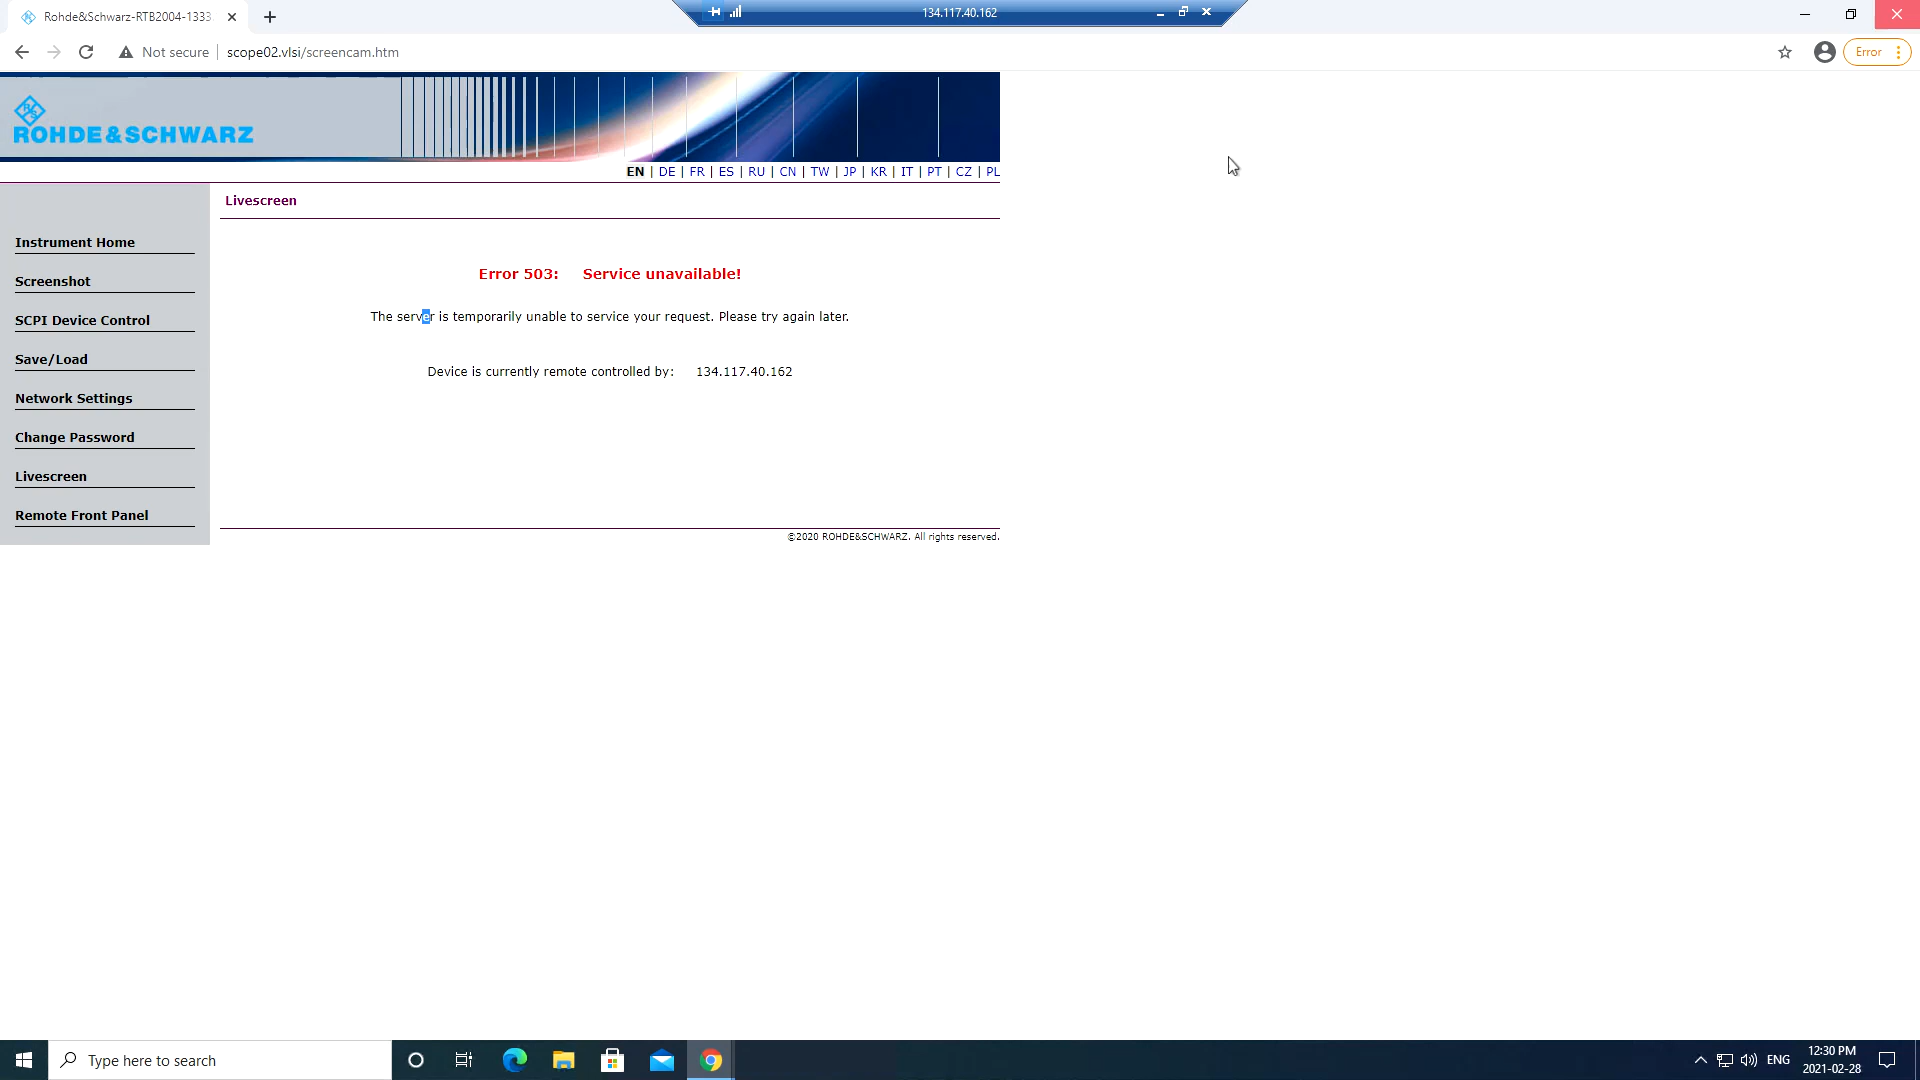 Rohde&Schwarz-RTB2004-1333
134.117.40.162
Not secure
scope02.vlsi/screencam.htm
Error
R S
ROHDE&SCHWARZ
EN | DE | FR | ES | RU | CN | TW | JP | KR | IT | PT | CZ | PL
Livescreen
Instrument Home
Screenshot
SCPI Device Control
Save/Load
Network Settings
Change Password
Livescreen
Remote Front Panel
Error 503: Service unavailable!
The server is temporarily unable to service your request. Please try again later.
Device is currently remote controlled by: 134.117.40.162
©2020 ROHDE&SCHWARZ. All rights reserved.
Type here to search
ENG
12:30 PM
2021-02-28